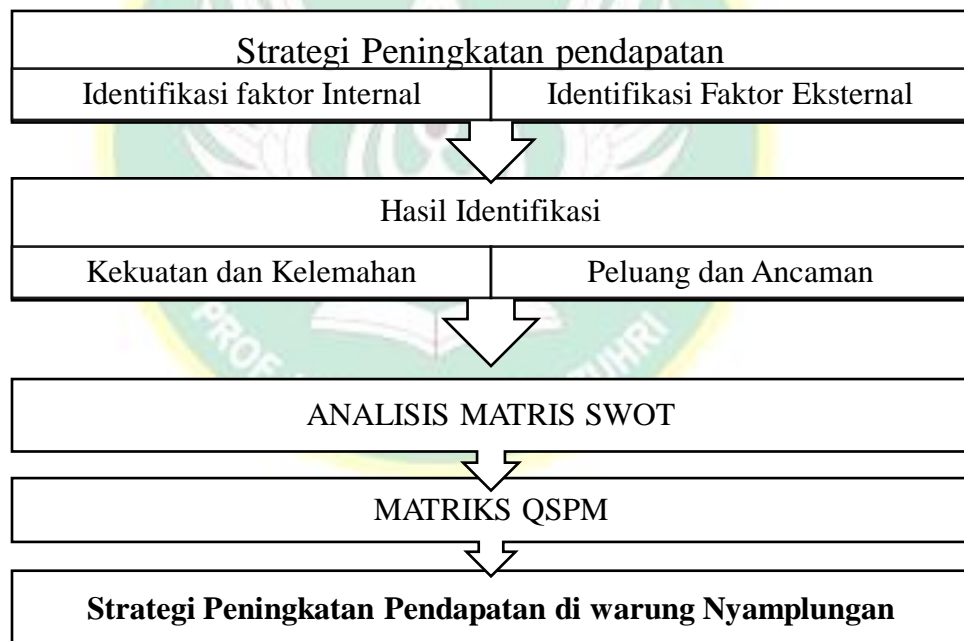 Strategi Peningkatan pendapatan
Identifikasi faktor Internal
Identifikasi Faktor Eksternal
Hasil Identifikasi
Kekuatan dan Kelemahan
Peluang dan Ancaman
PROF.
ANALISIS MATRIS SWOT
MATRIKS QSPM
Strategi Peningkatan Pendapatan di warung Nyamplungan